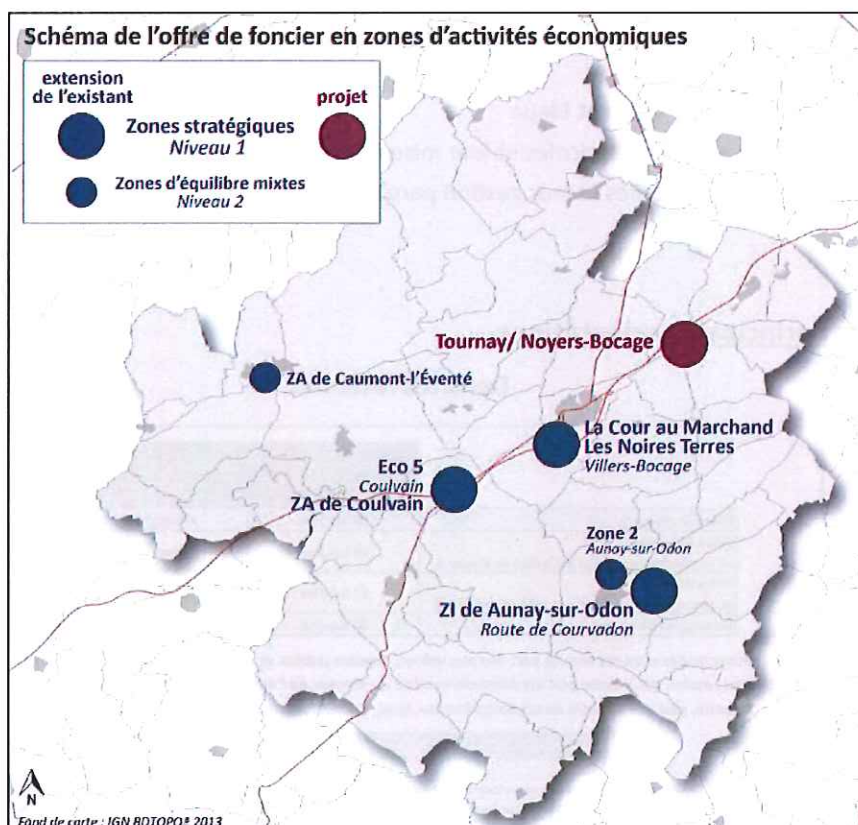 Schéma de l'offre de foncier en zones d'activités économiques
extension
de l'existant
projet
Zones stratégiques
Niveau 1
Zones d'équilibre mixtes
Niveau 2
Tournay/ Noyers-Bocage
ZA de Caumont-l'Éventé
La Cour au Marchand
Les Noires Terres
Villers-Bocage
Eco 5
Coulvain
ZA de Coulvain
Zone 2
Aunay-sur-Odon
ZI de Aunay-sur-Odon
Route de Courvadon
N
Fond de carte : IGN BDTOPO® 2013